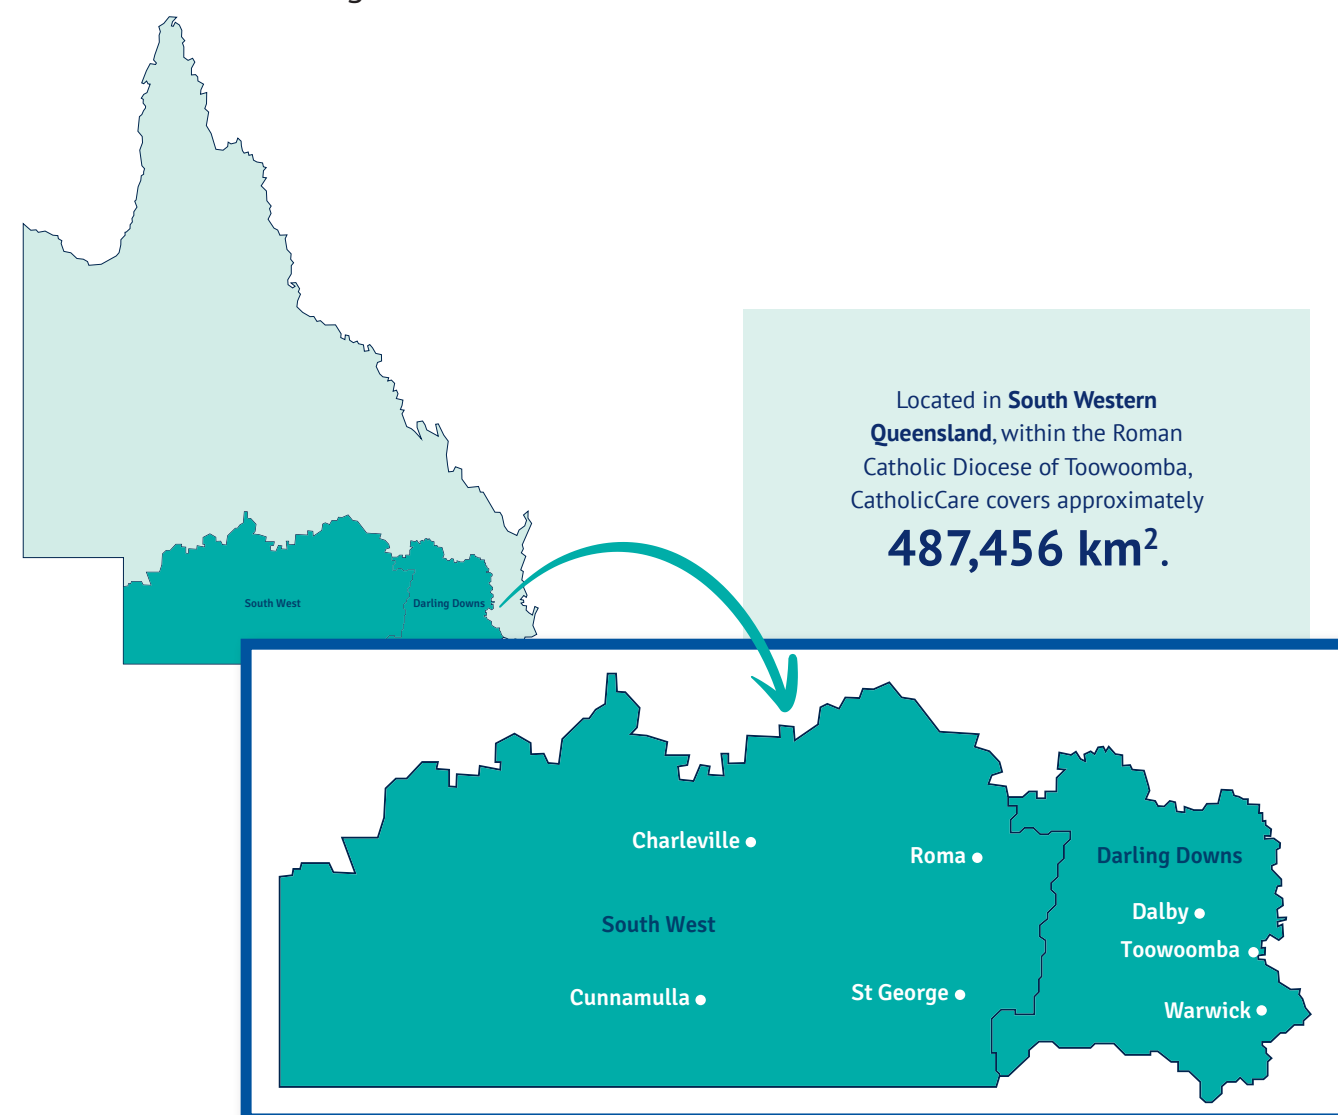 Located in South Western
Queensland, within the Roman
Catholic Diocese of Toowoomba,
CatholicCare covers approximately
487,456 km².
South West
Darling Downs
Charleville
Roma
Darling Downs
Dalby
South West
Toowoomba
St George
Cunnamulla
Warwick